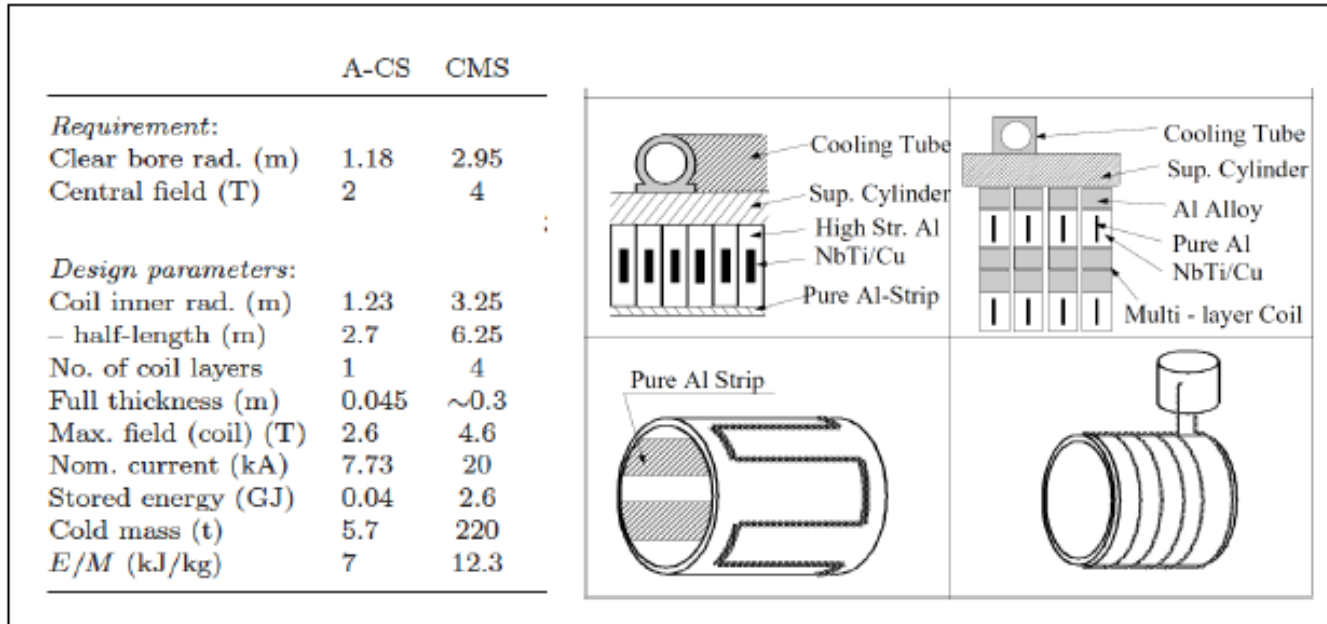 A-CS CMS
Requirement:
Clear bore rad. (m) 1.18 2.95
Central field (T) 2 4
Design parameters:
Coil inner rad. (m) 1.23 3.25
– half-length (m) 2.7 6.25
No. of coil layers 1 4
Full thickness (m) 0.045 ~0.3
Max. field (coil) (T) 2.6 4.6
Nom. current (kA) 7.73 20
Stored energy (GJ) 0.04 2.6
Cold mass (t) 5.7 220
E/M (kJ/kg) 7 12.3
Cooling Tube
Sup. Cylinder
High Str. Al
NbTi/Cu
Pure Al-Strip
Cooling Tube
Sup. Cylinder
Al Alloy
Pure Al
NbTi/Cu
Multi - layer Coil
Pure Al Strip